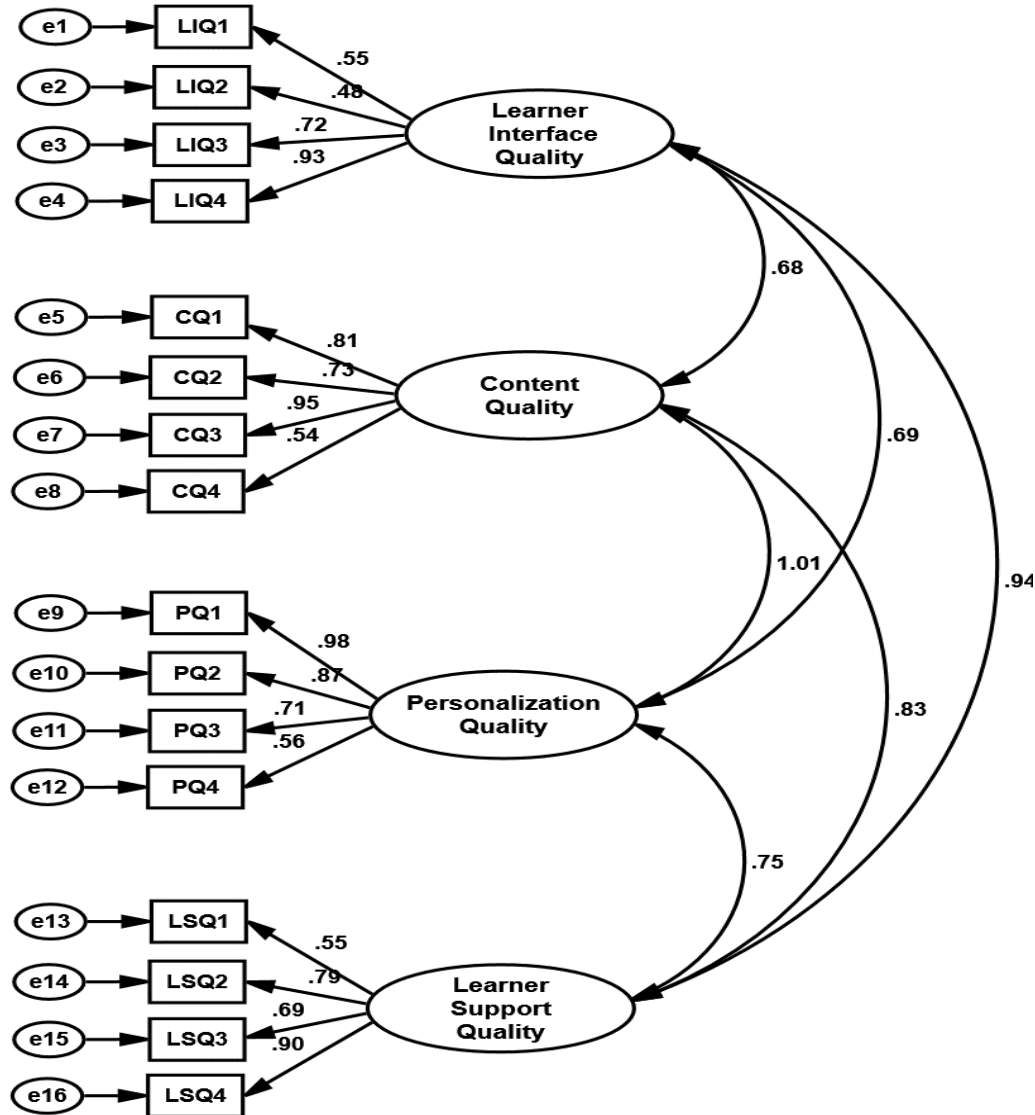 e1
LIQ1
.55
e2
LIQ2
.48
e3
LIQ3
.72
e4
LIQ4
.93
Learner
Interface
Quality
.68
e5
CQ1
.81
e6
CQ2
.73
e7
CQ3
.95
e8
CQ4
.54
Content
Quality
.69
1.01
.94
e9
PQ1
.98
e10
PQ2
.87
e11
PQ3
.71
e12
PQ4
.56
Personalization
Quality
.83
.75
e13
LSQ1
.55
e14
LSQ2
.79
e15
LSQ3
.69
e16
LSQ4
.90
Learner
Support
Quality